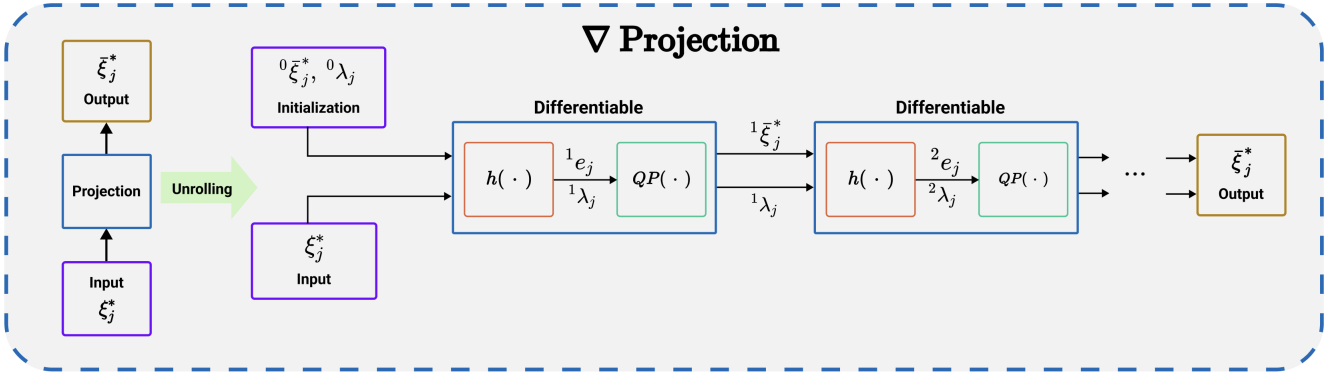 ∇ Projection
ξ̄*_j
Output
Projection
Input
ξ*_j
Unrolling
⁰ξ̄*_j, ⁰λ_j
Initialization
ξ*_j
Input
Differentiable
h( · )
¹e_j
¹λ_j
QP( · )
¹ξ̄*_j
¹λ_j
Differentiable
h( · )
²e_j
²λ_j
QP( · )
...
ξ̄*_j
Output